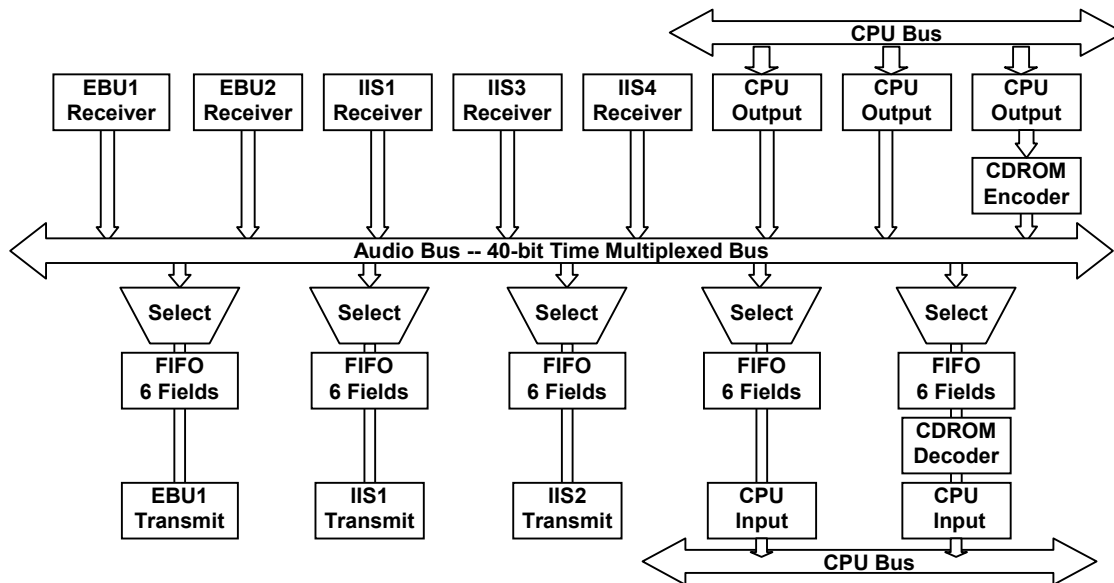 CPU Bus
EBU1
Receiver
EBU2
Receiver
IIS1
Receiver
IIS3
Receiver
IIS4
Receiver
CPU
Output
CPU
Output
CPU
Output
CDROM
Encoder
Audio Bus -- 40-bit Time Multiplexed Bus
Select
Select
Select
Select
Select
FIFO
6 Fields
FIFO
6 Fields
FIFO
6 Fields
FIFO
6 Fields
FIFO
6 Fields
CDROM
Decoder
EBU1
Transmit
IIS1
Transmit
IIS2
Transmit
CPU
Input
CPU
Input
CPU Bus